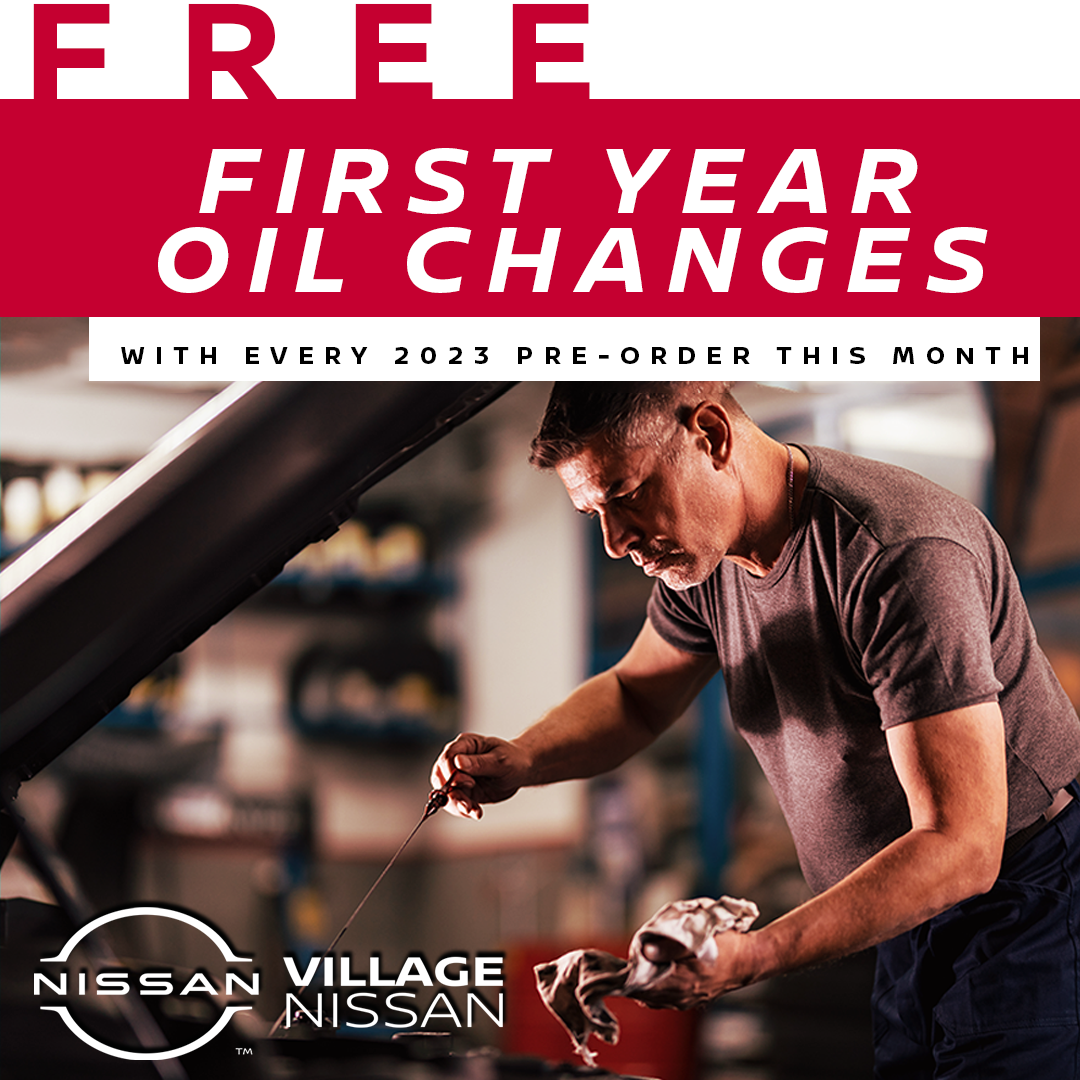 FREE
FIRST YEAR
OIL CHANGES
WITH EVERY 2023 PRE-ORDER THIS MONTH
NISSAN
TM
VILLAGE
NISSAN